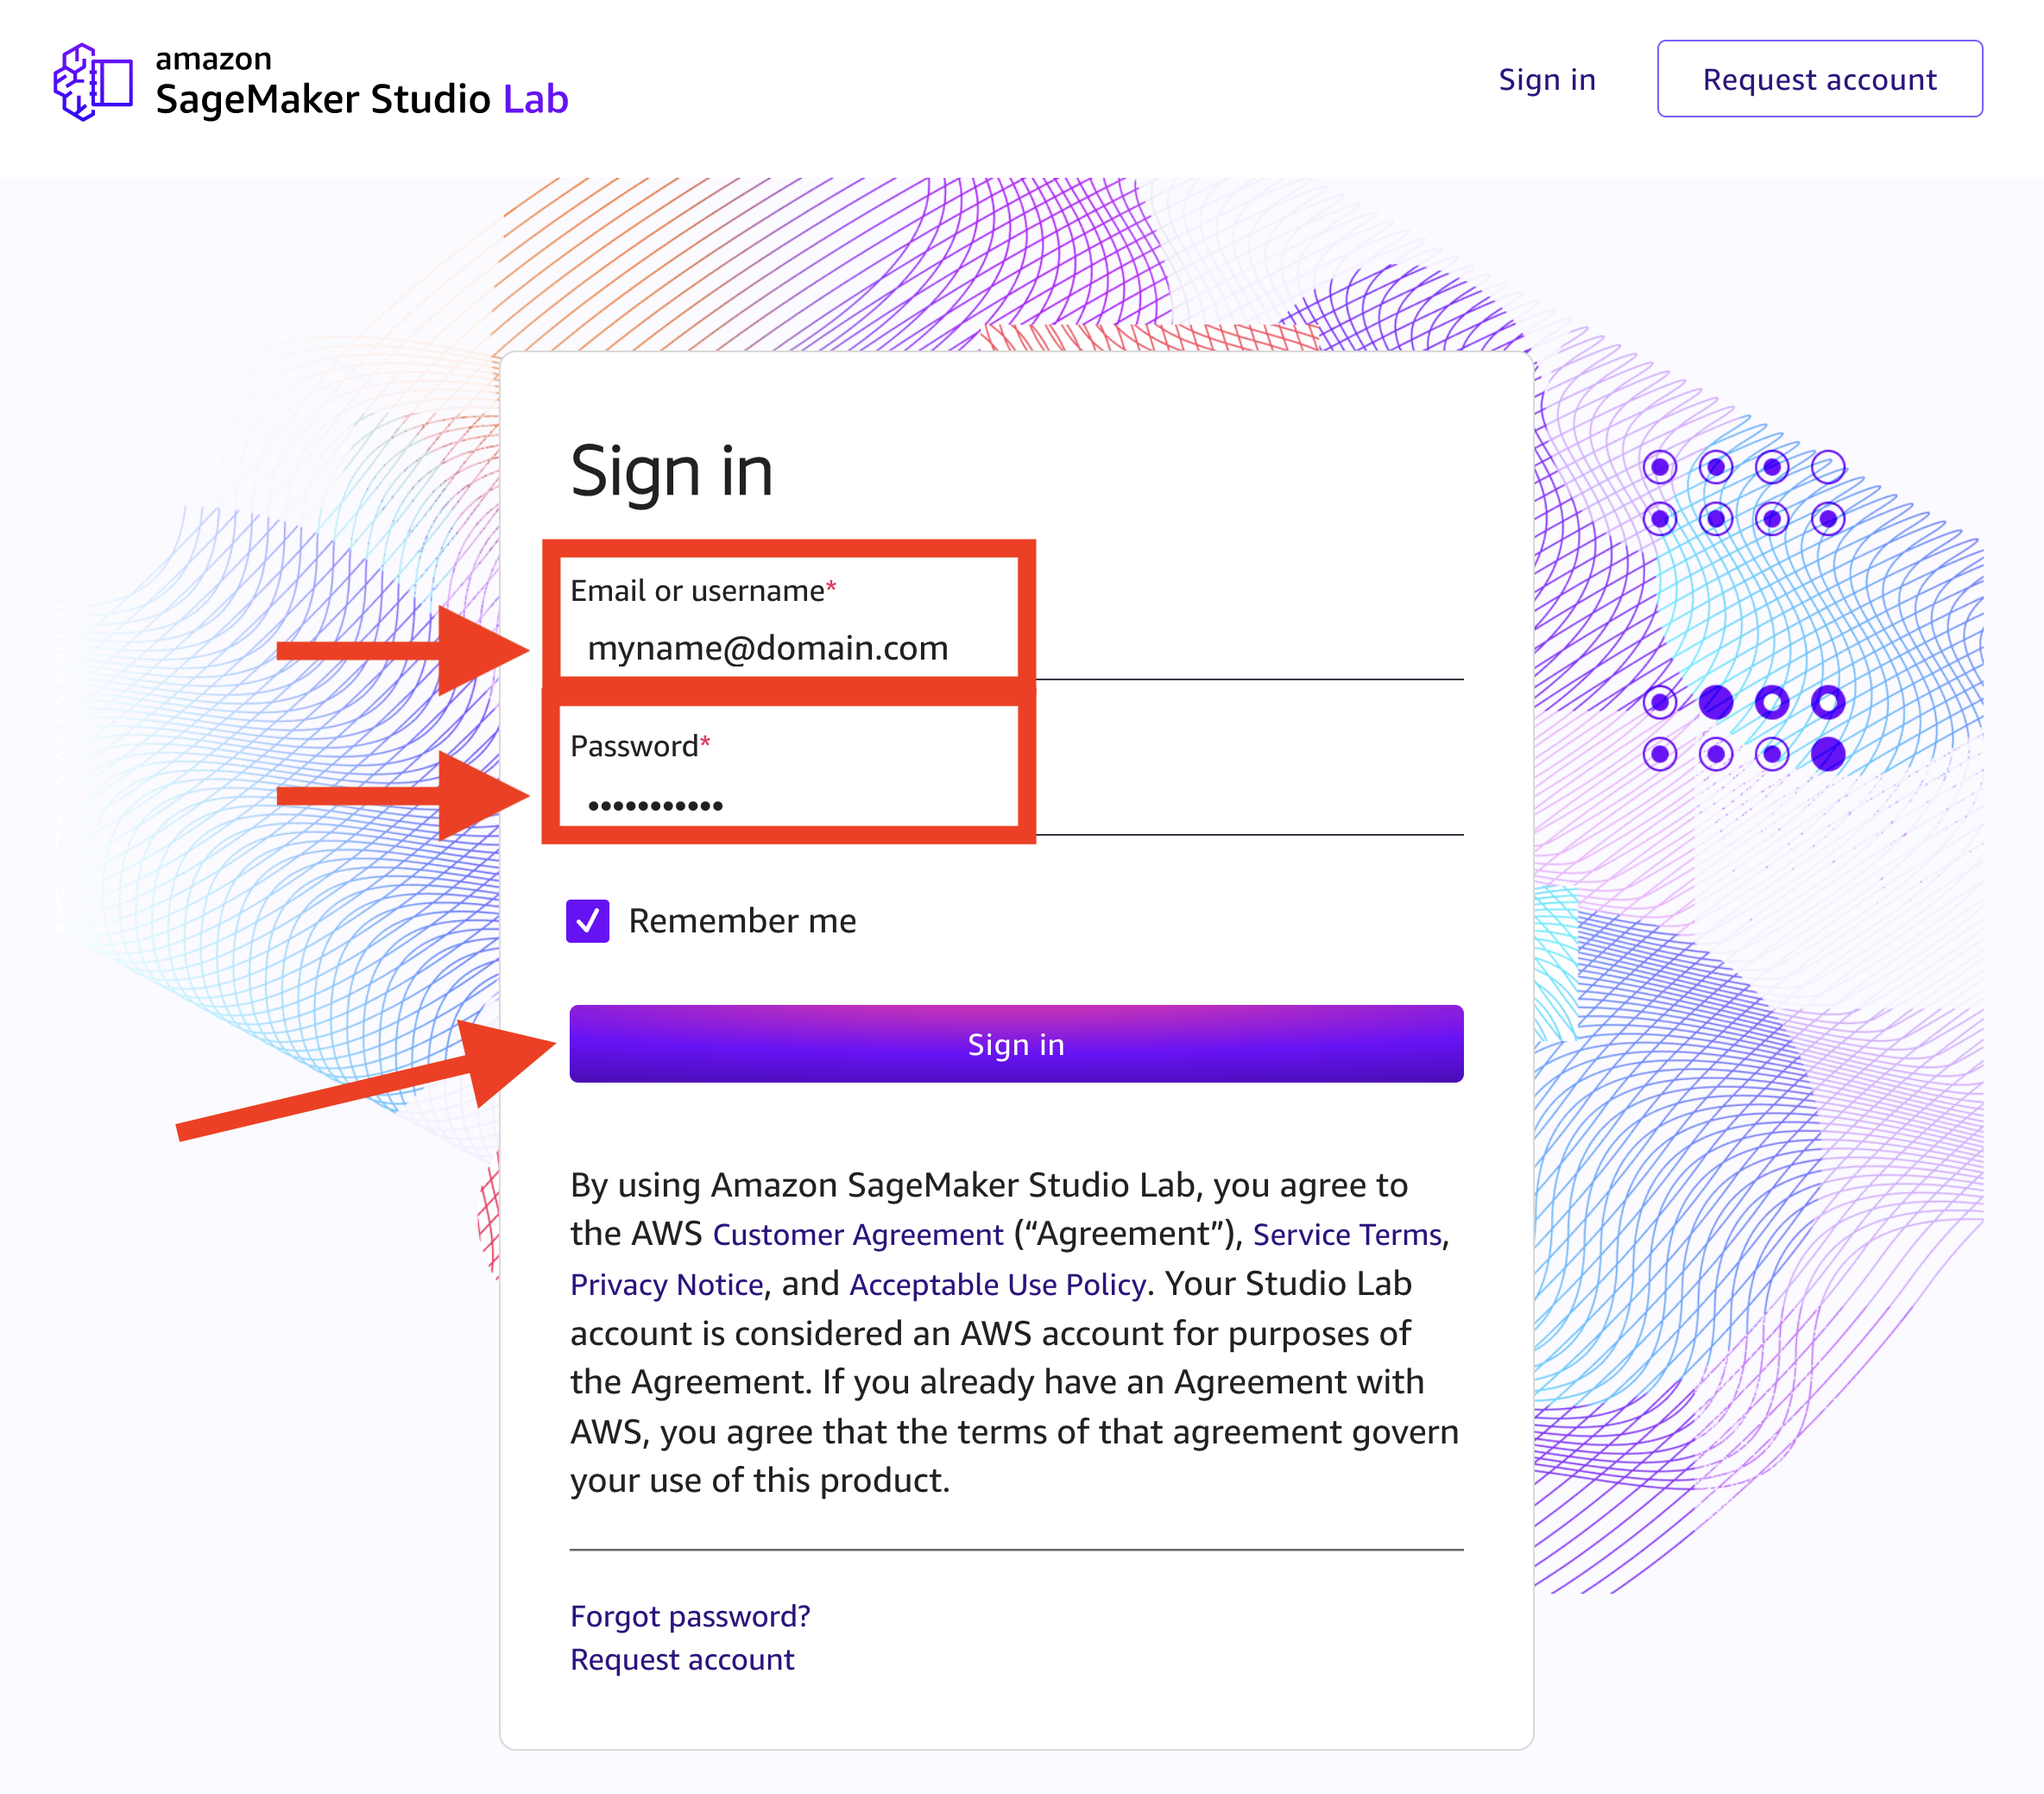 amazon
SageMaker Studio Lab
Sign in
Request account
Sign in
Email or username*
myname@domain.com
Password*
•••••••••••
Remember me
Sign in
By using Amazon SageMaker Studio Lab, you agree to
the AWS Customer Agreement (“Agreement”), Service Terms,
Privacy Notice, and Acceptable Use Policy. Your Studio Lab
account is considered an AWS account for purposes of
the Agreement. If you already have an Agreement with
AWS, you agree that the terms of that agreement govern
your use of this product.
Forgot password?
Request account